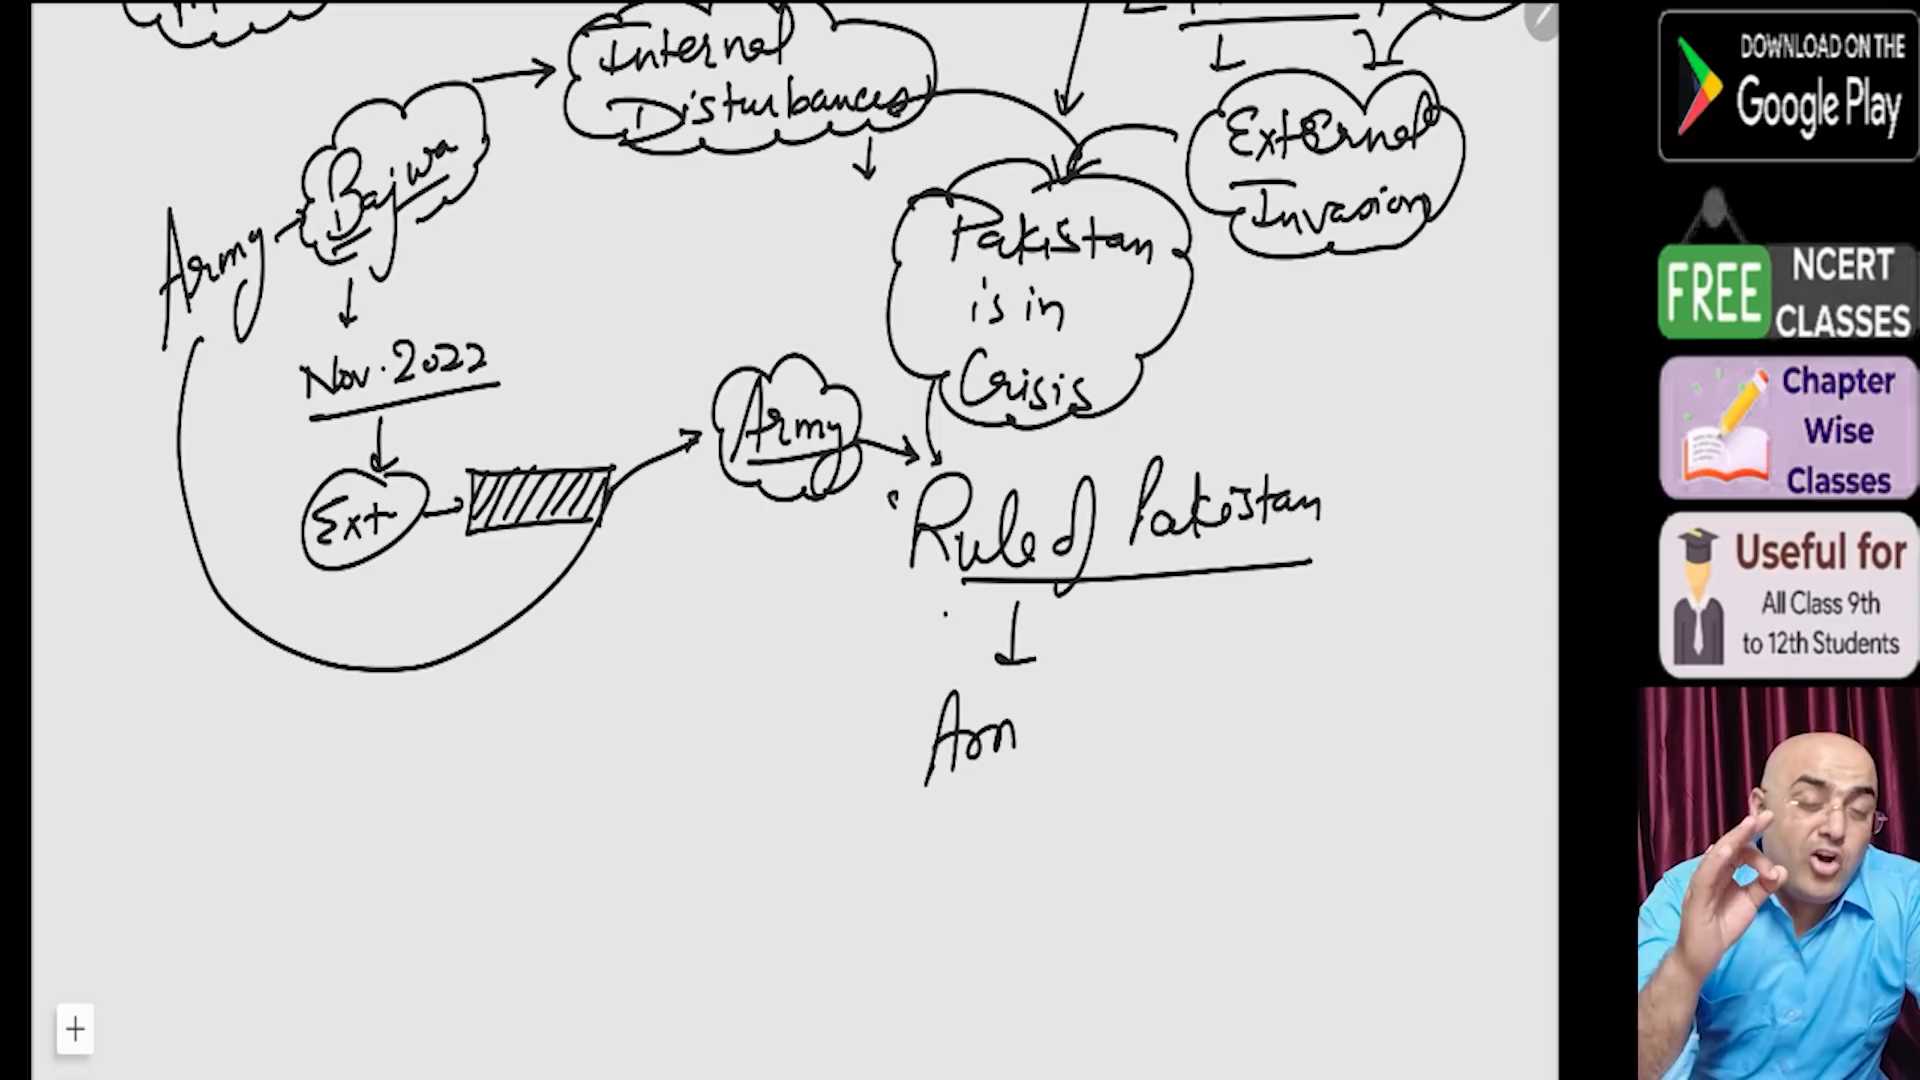 Internal
Disturbances
External
Invasion
Bajwa
Army
Pakistan
is in
Crisis
Nov. 2022
Army
Ext
Rule of Pakistan
Arm
+
DOWNLOAD ON THE
Google Play
FREE
NCERT
CLASSES
Chapter
Wise
Classes
Useful for
All Class 9th
to 12th Students